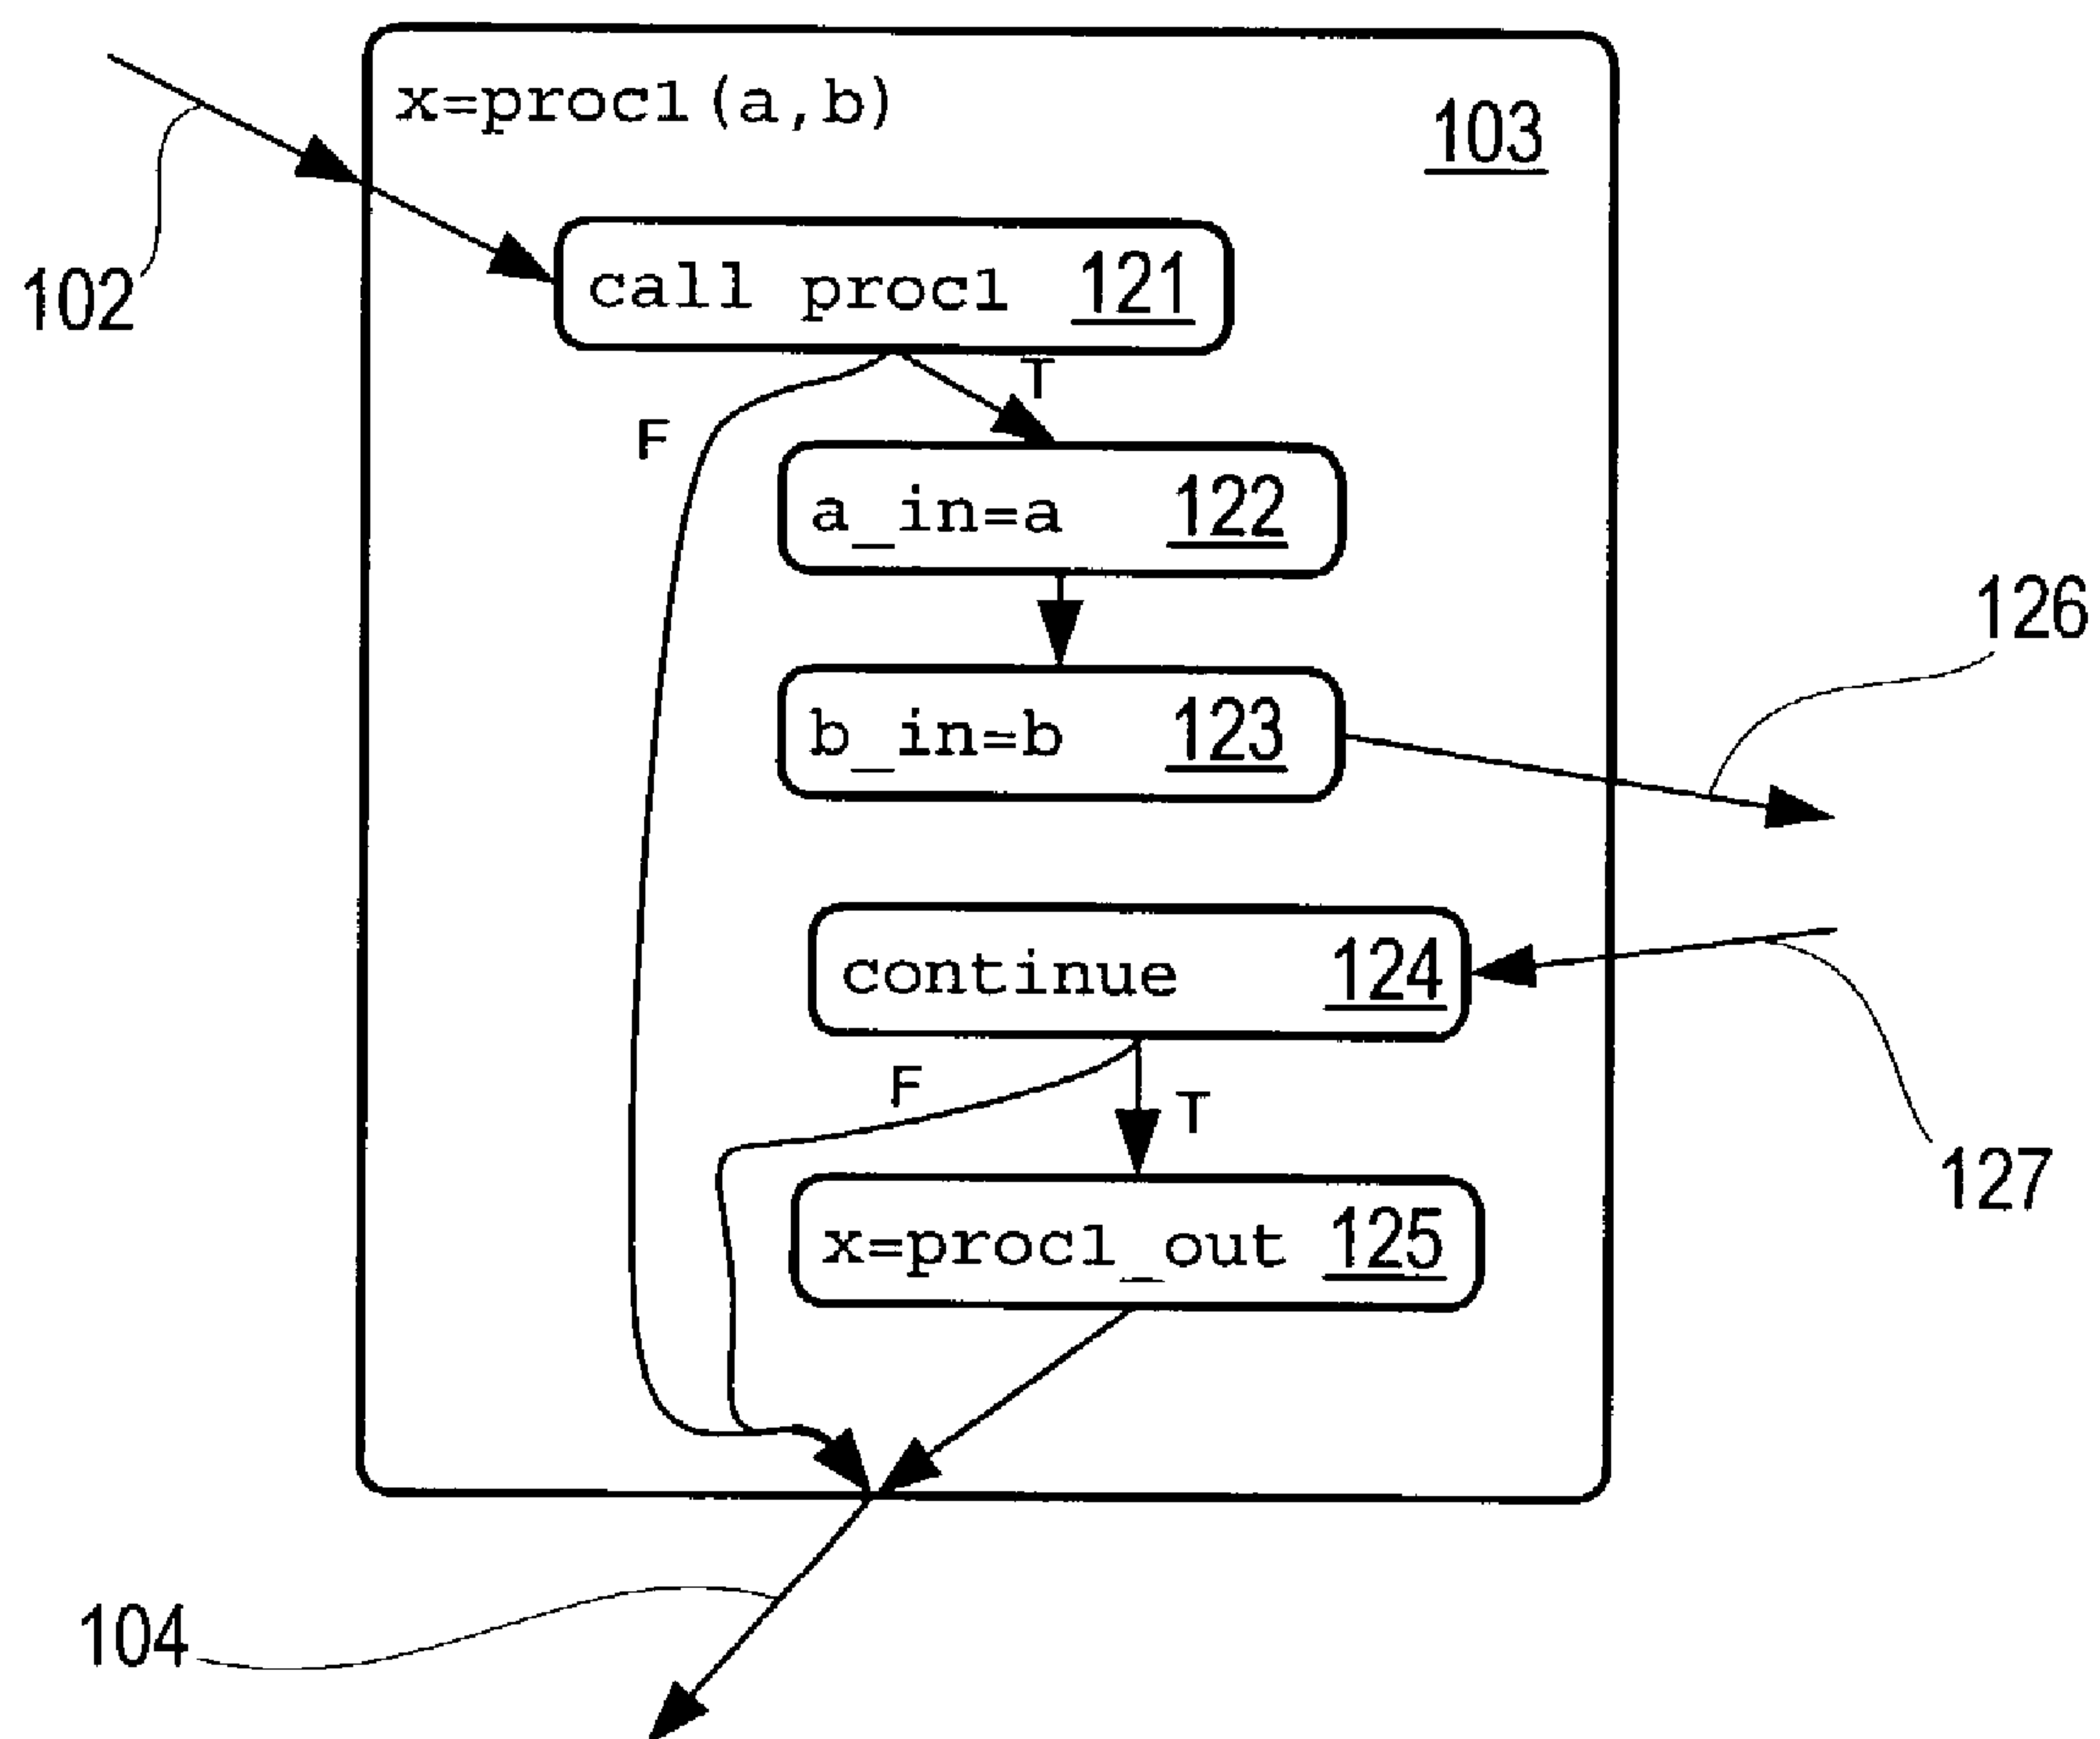 x=proc1(a,b)
103
102
call proc1 121
T
F
a_in=a 122
126
b_in=b 123
continue 124
F
T
127
x=proc1_out 125
104